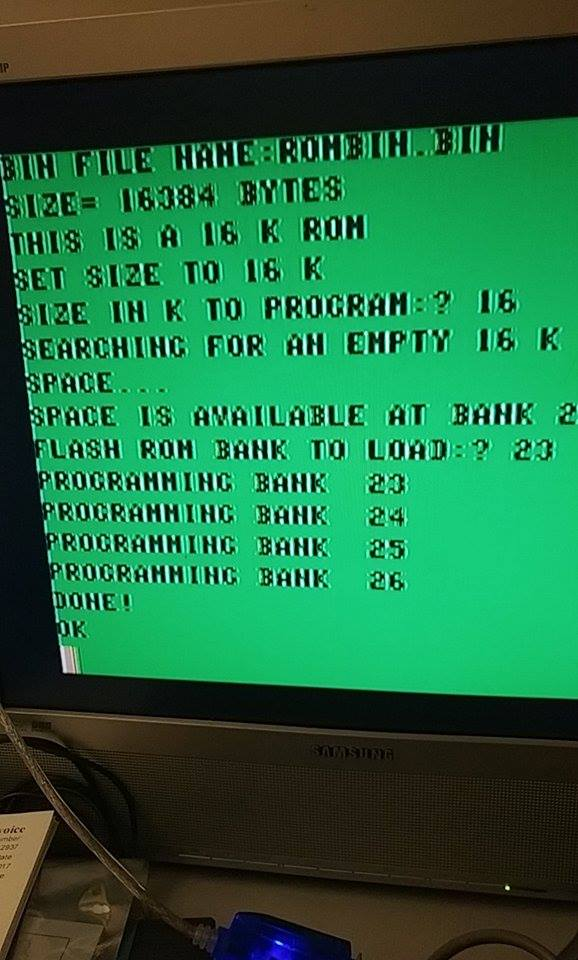 BIN FILE NAME:ROMBIN.BIN
SIZE= 16384 BYTES
THIS IS A 16 K ROM
SET SIZE TO 16 K
SIZE IN K TO PROGRAM:? 16
SEARCHING FOR AN EMPTY 16 K
SPACE...
SPACE IS AVAILABLE AT BANK 2
FLASH ROM BANK TO LOAD:? 23
PROGRAMMING BANK 23
PROGRAMMING BANK 24
PROGRAMMING BANK 25
PROGRAMMING BANK 26
DONE!
OK
SAMSUNG
voice
umber
2937
ate
017